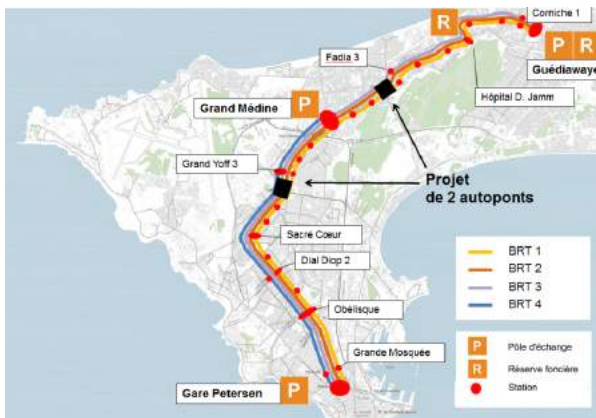 Corniche 1
R
P R
Guédiawaye
Fadia 3
Hôpital D. Jamm
Grand Médine
P
Grand Yoff 3
Projet
de 2 autoponts
Sacré Cœur
Dial Diop 2
Obélisque
Grande Mosquée
Gare Petersen
P
BRT 1
BRT 2
BRT 3
BRT 4
P Pôle d'échange
R Réserve foncière
Station